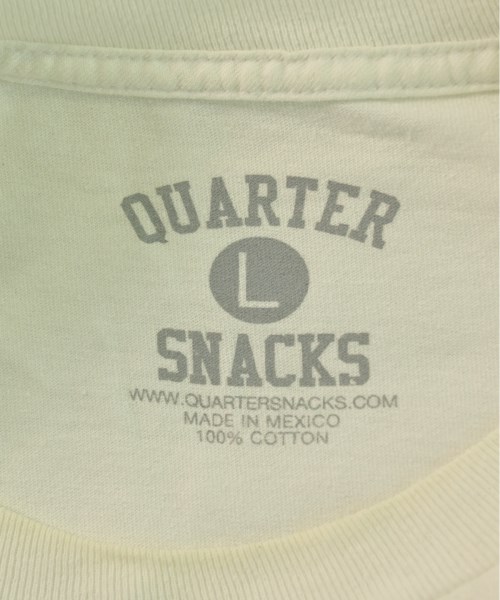 QUARTER
L
SNACKS
WWW.QUARTERSNACKS.COM
MADE IN MEXICO
100% COTTON